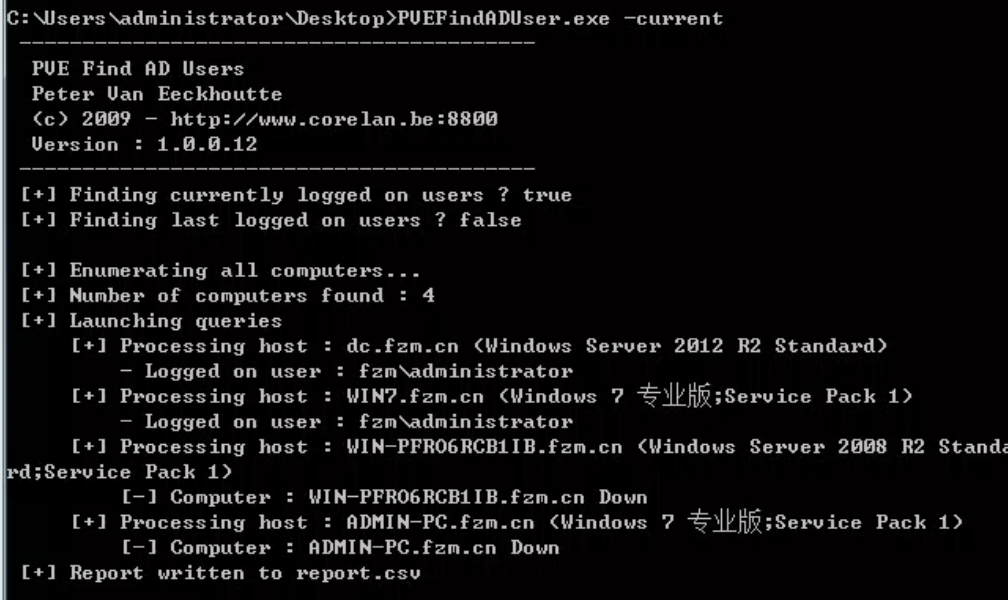 C:\Users\administrator\Desktop>PVEFindADUser.exe -current
-----------------------------------------
PVE Find AD Users
Peter Van Eeckhoutte
(c) 2009 - http://www.corelan.be:8800
Version : 1.0.0.12
-----------------------------------------
[+] Finding currently logged on users ? true
[+] Finding last logged on users ? false
[+] Enumerating all computers...
[+] Number of computers found : 4
[+] Launching queries
[+] Processing host : dc.fzm.cn (Windows Server 2012 R2 Standard)
- Logged on user : fzm\administrator
[+] Processing host : WIN7.fzm.cn (Windows 7 专业版;Service Pack 1)
- Logged on user : fzm\administrator
[+] Processing host : WIN-PFRO6RCB1IB.fzm.cn (Windows Server 2008 R2 Standa
rd;Service Pack 1)
[-] Computer : WIN-PFRO6RCB1IB.fzm.cn Down
[+] Processing host : ADMIN-PC.fzm.cn (Windows 7 专业版;Service Pack 1)
[-] Computer : ADMIN-PC.fzm.cn Down
[+] Report written to report.csv